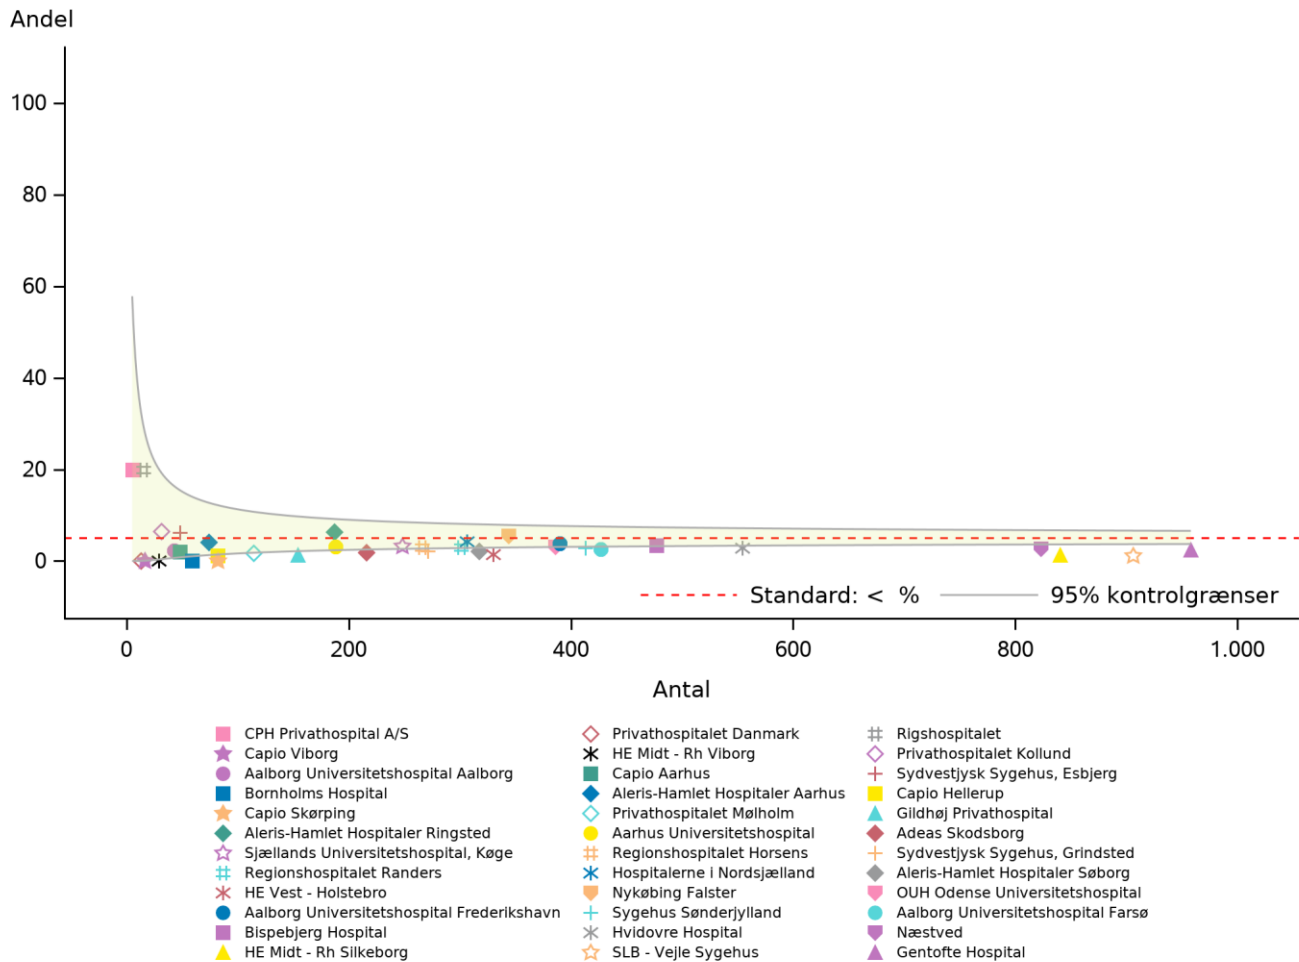 Andel
100
80
60
40
20
0
Standard: < %
95% kontrolgrænser
0 200 400 600 800 1.000
Antal
CPH Privathospital A/S Privathospitalet Danmark Rigshospitalet
Capio Viborg HE Midt - Rh Viborg Privathospitalet Kollund
Aalborg Universitetshospital Aalborg Capio Aarhus Sydvestjysk Sygehus, Esbjerg
Bornholms Hospital Aleris-Hamlet Hospitaler Aarhus Capio Hellerup
Capio Skørping Privathospitalet Mølholm Gildhøj Privathospital
Aleris-Hamlet Hospitaler Ringsted Aarhus Universitetshospital Adeas Skodsborg
Sjællands Universitetshospital, Køge Regionshospitalet Horsens Sydvestjysk Sygehus, Grindsted
Regionshospitalet Randers Hospitalerne i Nordsjælland Aleris-Hamlet Hospitaler Søborg
HE Vest - Holstebro Nykøbing Falster OUH Odense Universitetshospital
Aalborg Universitetshospital Frederikshavn Sygehus Sønderjylland Aalborg Universitetshospital Farsø
Bispebjerg Hospital Hvidovre Hospital Næstved
HE Midt - Rh Silkeborg SLB - Vejle Sygehus Gentofte Hospital